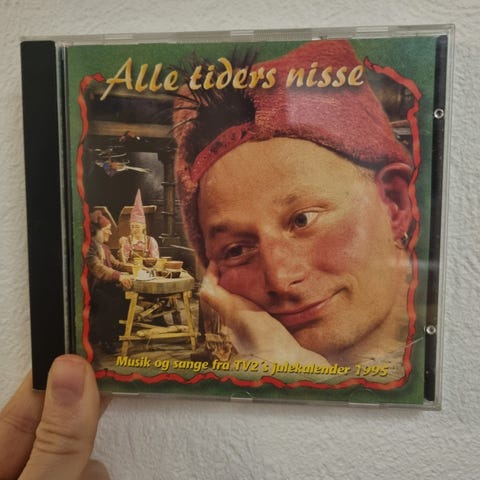 Alle tiders nisse
Musik og sange fra TV2's julekalender 1995